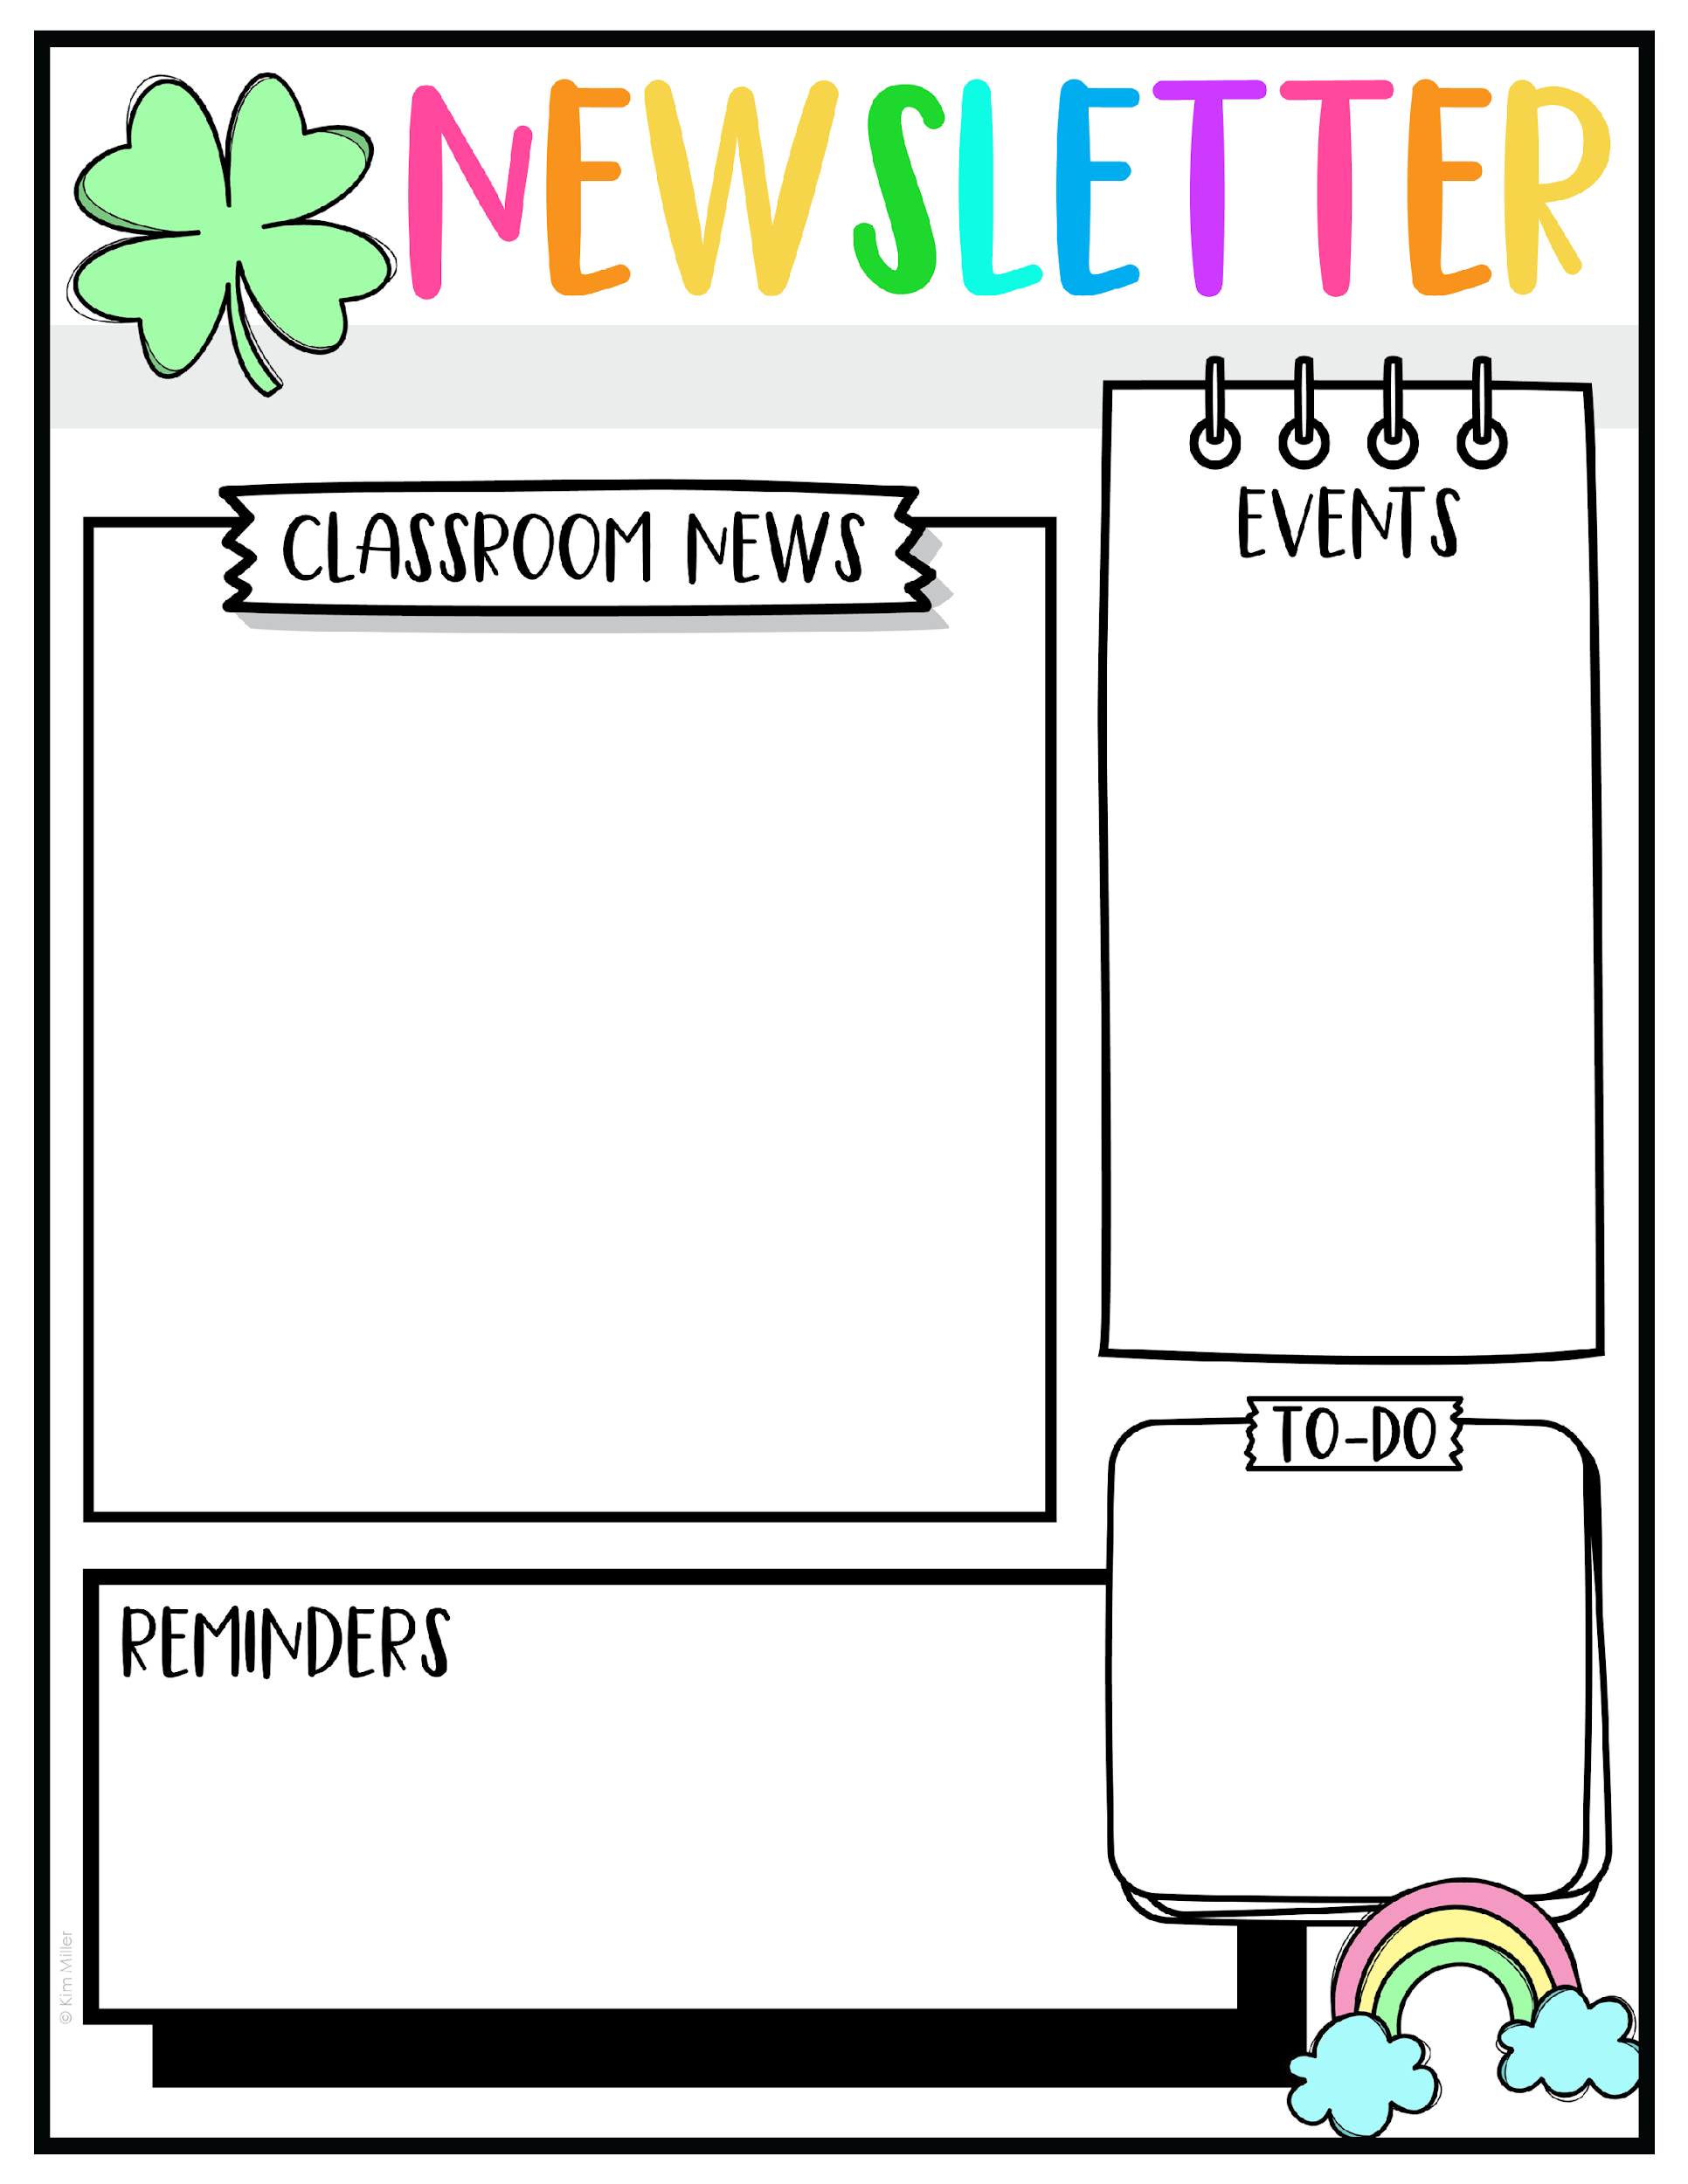 NEWSLETTER
CLASSROOM NEWS
EVENTS
TO-DO
REMINDERS
© Kim Miller